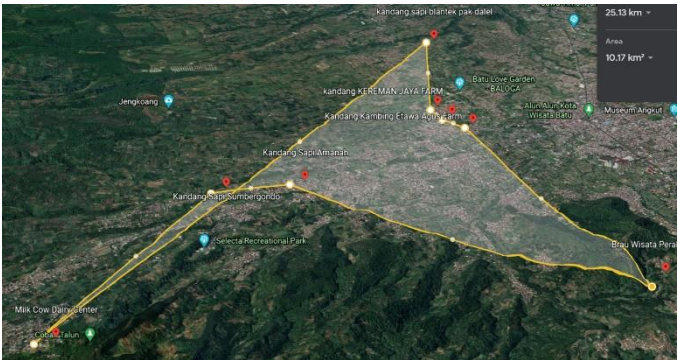 kandang sapi blantek pak dalel
25.13 km
Area
10.17 km²
Batu Love Garden
- BALOGA
kandang KEREMAN JAYA FARM
Jengkoang
Alun Alun Kota
Wisata Batu
Museum Angkut
Kandang Kambing Etawa Agus Farm
Kandang Sapi Amanah
Kandang Sapi Sumbergondo
Selecta Recreational Park
Brau Wisata Peral
Milk Cow Dairy Center
Coban Talun